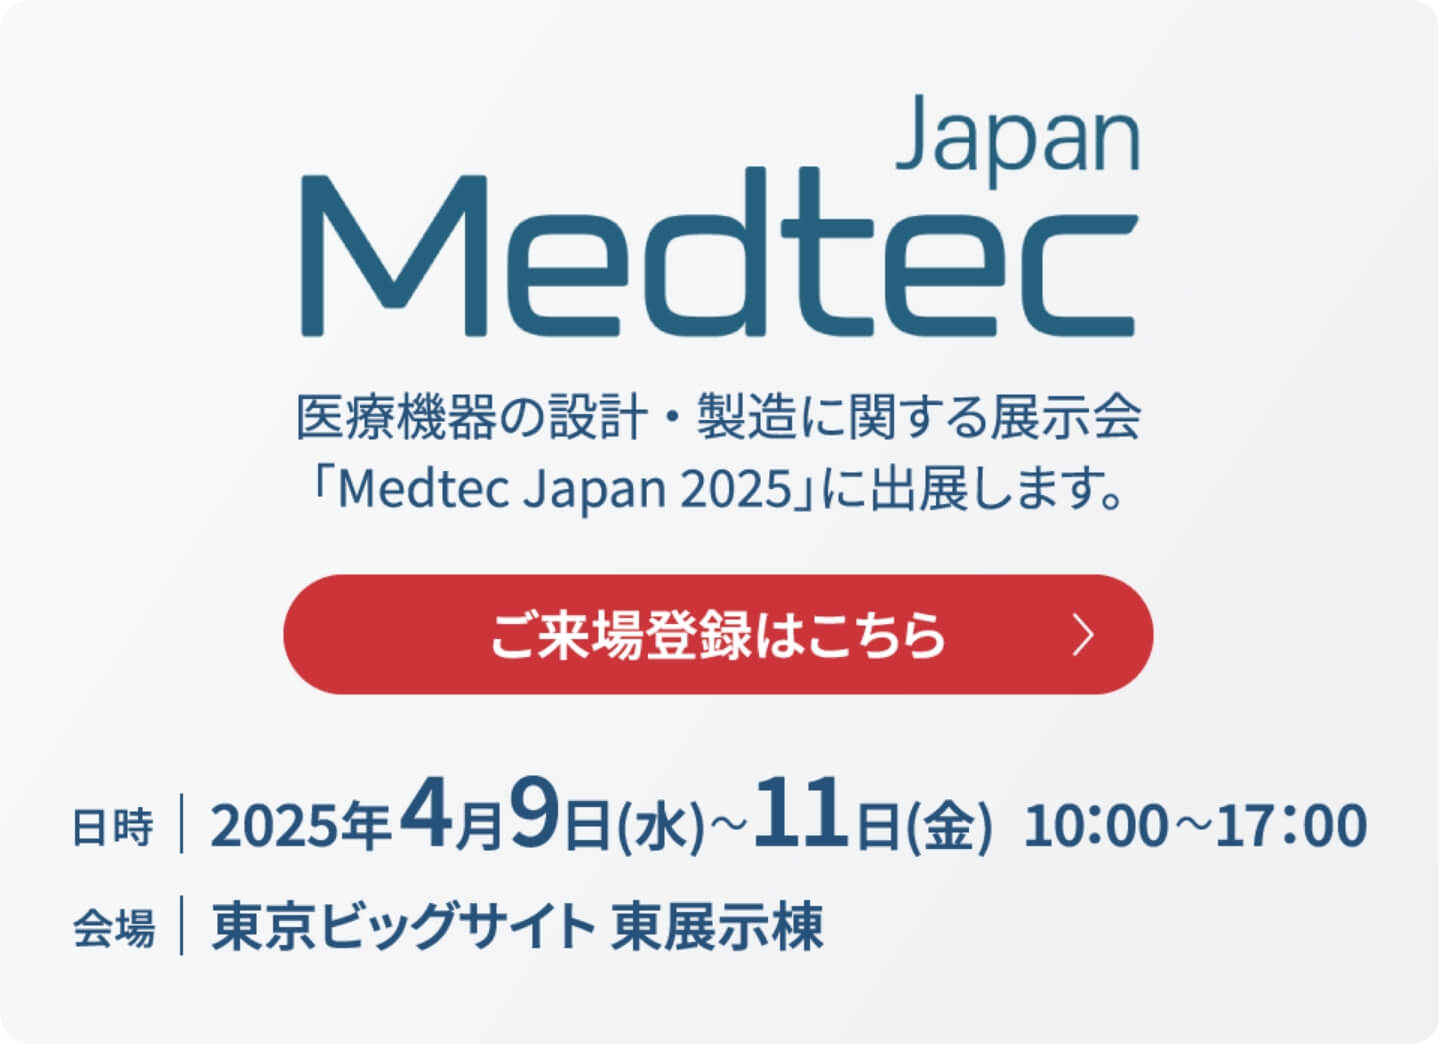 Japan
Medtec
医療機器の設計・製造に関する展示会
「Medtec Japan 2025」に出展します。
ご来場登録はこちら
日時 2025年4月9日(水)～11日(金) 10:00～17:00
会場 東京ビッグサイト 東展示棟